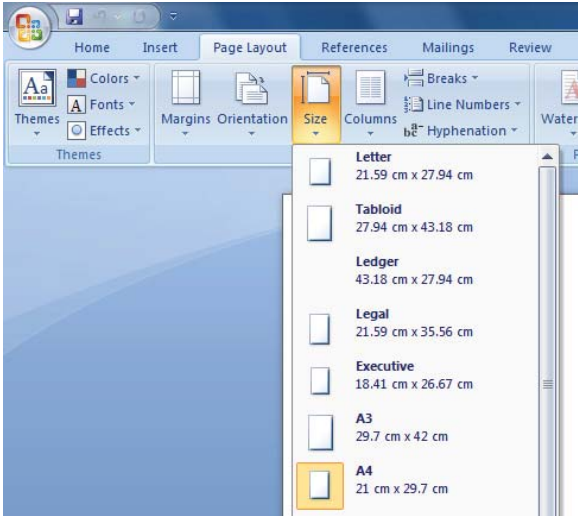 Home Insert Page Layout References Mailings Review
Aa Colors
A Fonts
Effects
Themes
Themes
Margins Orientation Size Columns
Breaks
Line Numbers
Hyphenation
Letter
21.59 cm x 27.94 cm
Tabloid
27.94 cm x 43.18 cm
Ledger
43.18 cm x 27.94 cm
Legal
21.59 cm x 35.56 cm
Executive
18.41 cm x 26.67 cm
A3
29.7 cm x 42 cm
A4
21 cm x 29.7 cm